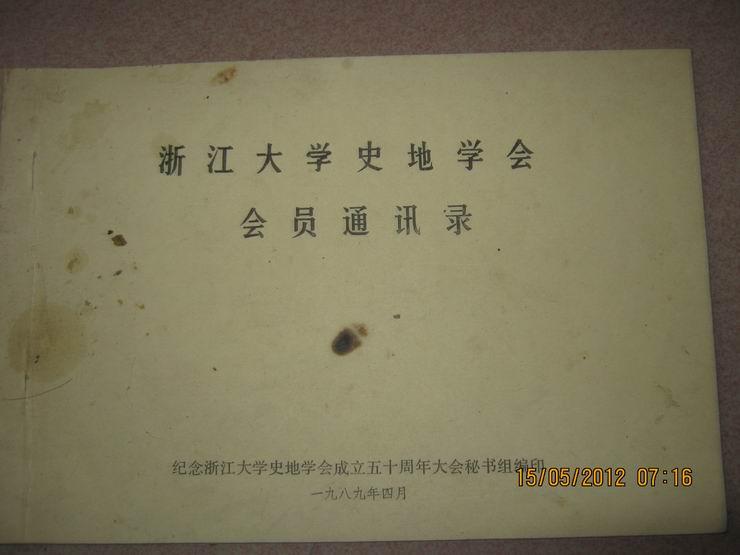 浙江大学史地学会
会员通讯录
纪念浙江大学史地学会成立五十周年大会秘书组编印
一九八九年四月
15/05/2012 07:16